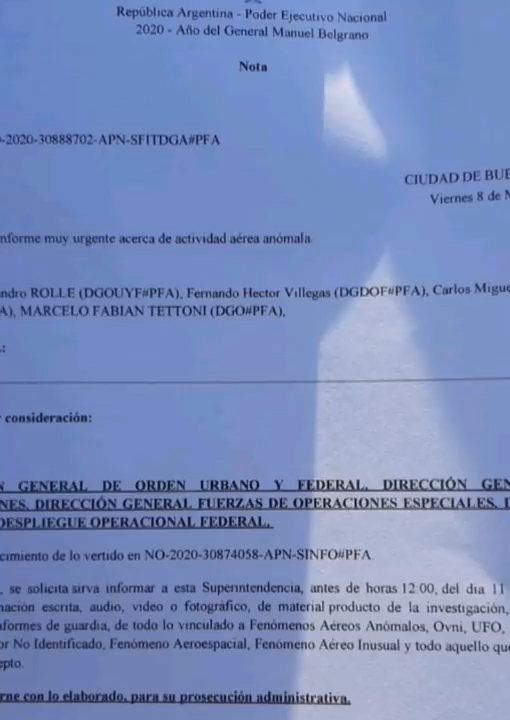 República Argentina - Poder Ejecutivo Nacional
2020 - Año del General Manuel Belgrano
Nota
-2020-30888702-APN-SFITDGA#PFA
CIUDAD DE BUE
Viernes 8 de M
nforme muy urgente acerca de actividad aérea anómala.
ndro ROLLE (DGOUYF#PFA), Fernando Hector Villegas (DGDOF#PFA), Carlos Migue
A), MARCELO FABIAN TETTONI (DGO#PFA),
.:
r consideración:
N GENERAL DE ORDEN URBANO Y FEDERAL, DIRECCIÓN GEN
NES, DIRECCIÓN GENERAL FUERZAS DE OPERACIONES ESPECIALES, D
DESPLIEGUE OPERACIONAL FEDERAL.
cimiento de lo vertido en NO-2020-30874058-APN-SINFO#PFA
, se solicita sirva informar a esta Superintendencia, antes de horas 12:00, del dia 11
nación escrita, audio, video o fotográfico, de material producto de la investigación,
nformes de guardia, de todo lo vinculado a Fenómenos Aéreos Anómalos, Ovni, UFO,
or No Identificado, Fenómeno Aeroespacial, Fenómeno Aéreo Inusual y todo aquello que
epto.
rne con lo elaborado, para su prosecución administrativa.